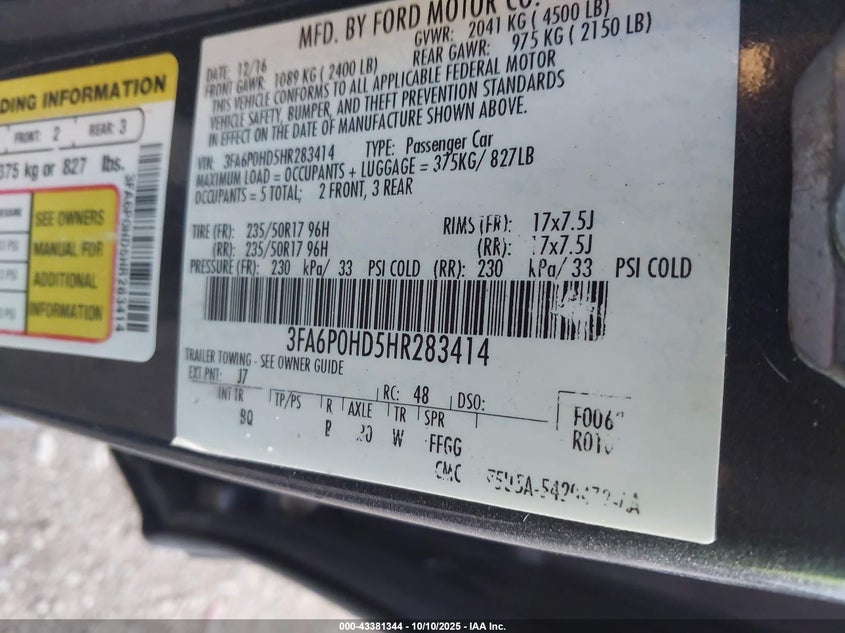 DING INFORMATION
FRONT: 2 REAR: 3
375 kg or 827 lbs.
SEE OWNERS
MANUAL FOR
ADDITIONAL
INFORMATION
3FA6P0HD5HR283414
MFD. BY FORD MOTOR CO.
DATE: 12/16 GVWR: 2041 KG ( 4500 LB)
FRONT GAWR: 1089 KG ( 2400 LB) REAR GAWR: 975 KG ( 2150 LB)
THIS VEHICLE CONFORMS TO ALL APPLICABLE FEDERAL MOTOR
VEHICLE SAFETY, BUMPER, AND THEFT PREVENTION STANDARDS
IN EFFECT ON THE DATE OF MANUFACTURE SHOWN ABOVE.
VIN: 3FA6P0HD5HR283414 TYPE: Passenger Car
MAXIMUM LOAD = OCCUPANTS + LUGGAGE = 375KG/ 827LB
OCCUPANTS = 5 TOTAL; 2 FRONT, 3 REAR
TIRE (FR): 235/50R17 96H RIMS (FR): 17x7.5J
(RR): 235/50R17 96H (RR): 17x7.5J
PRESSURE (FR): 230 kPa/ 33 PSI COLD (RR): 230 kPa/ 33 PSI COLD
3FA6P0HD5HR283414
TRAILER TOWING - SEE OWNER GUIDE
EXT.PNT: J7 RC: 48 DSO:
INT TR TP/PS R AXLE TR SPR
W FFGG
CMC
000-43381344 | 10/10/2025 - IAA Inc.